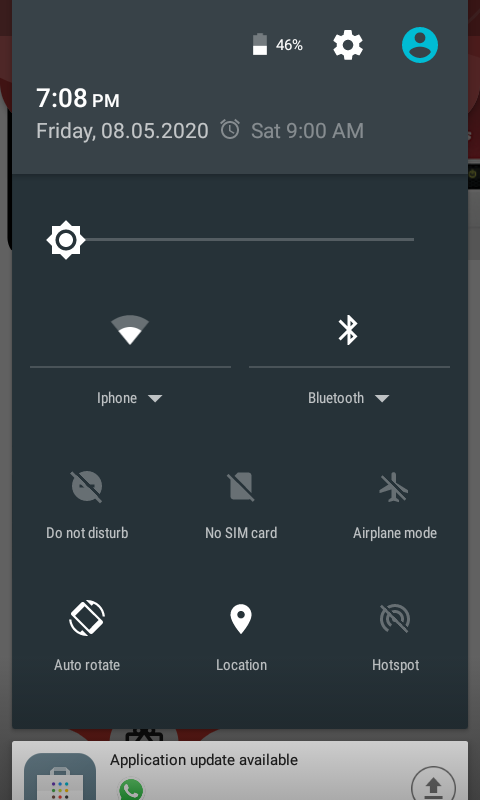 46%
7:08 PM
Friday, 08.05.2020 Sat 9:00 AM
Iphone Bluetooth
Do not disturb No SIM card Airplane mode
Auto rotate Location Hotspot
Application update available